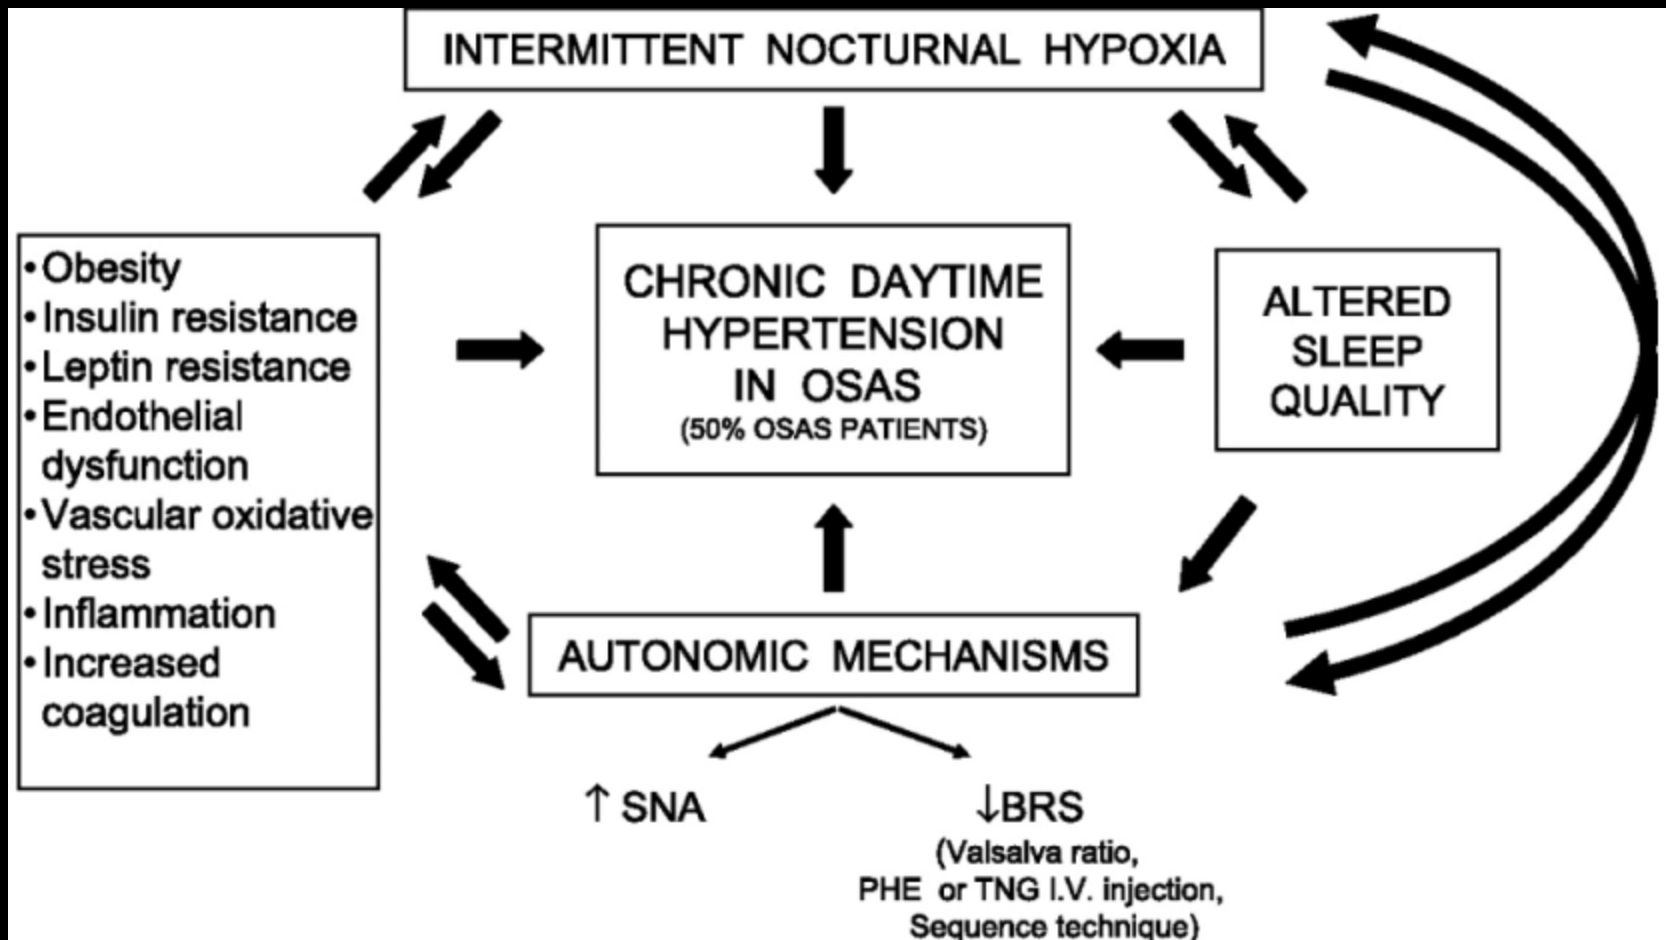 INTERMITTENT NOCTURNAL HYPOXIA
•Obesity
•Insulin resistance
•Leptin resistance
•Endothelial
dysfunction
•Vascular oxidative
stress
•Inflammation
•Increased
coagulation
CHRONIC DAYTIME
HYPERTENSION
IN OSAS
(50% OSAS PATIENTS)
ALTERED
SLEEP
QUALITY
AUTONOMIC MECHANISMS
↑ SNA
↓BRS
(Valsalva ratio,
PHE or TNG I.V. injection,
Sequence technique)